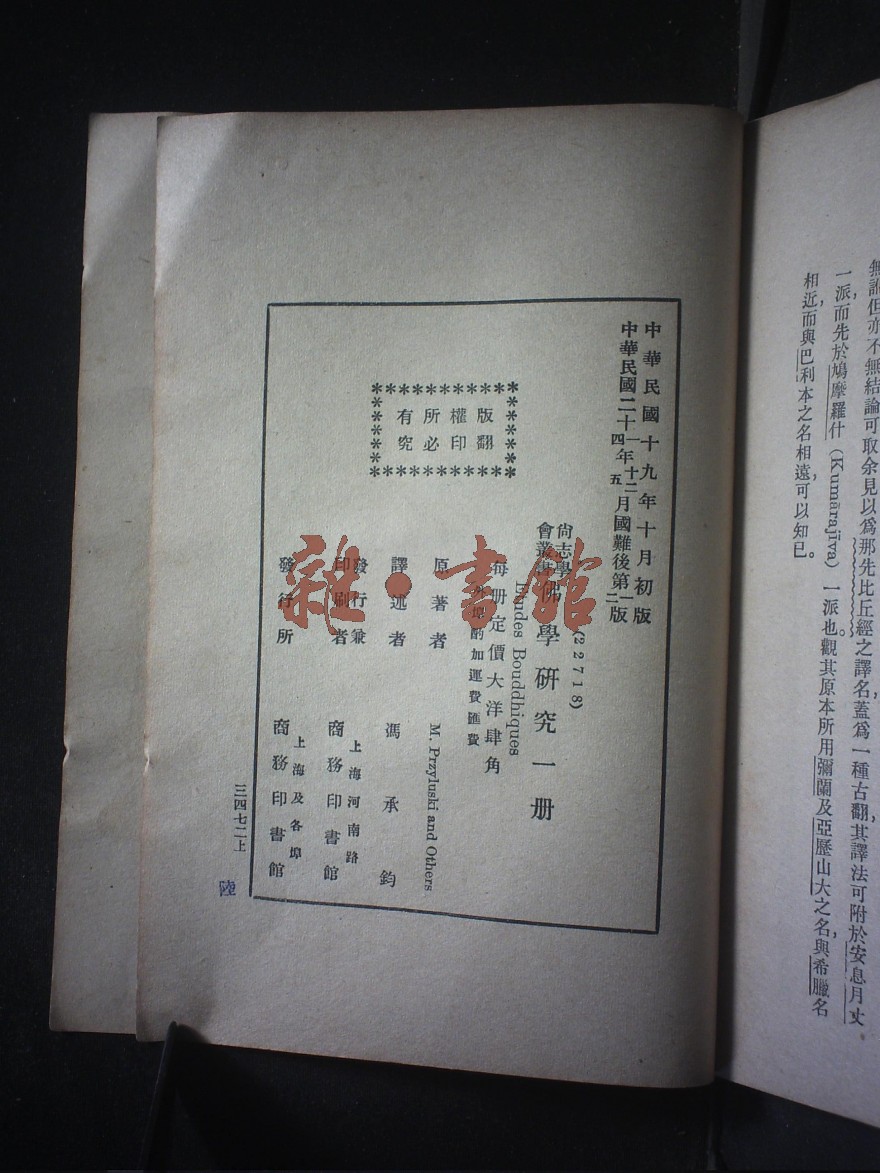 無訛但亦不無結論可取余見以爲那先比丘經之譯名,蓋爲一種古翻,其譯法可附於安息月丈
一派,而先於鳩摩羅什(Kumārajīva)一派也觀其原本所用彌蘭及亞歷山大之名,與希臘名
相近,而與巴利本之名相遠,可以知已。
中華民國十九年十月初版
中華民國二十一年十二月國難後第一版
四 五 二
版權所有
翻印必究
(22718)
尚志學會叢書
佛學研究一册
Etudes Bouddhiques
每册定價大洋肆角
外埠酌加運費匯費
原著者 M. Przyluski and Others
譯述者 馮承鈞
發行兼印刷者 上海河南路 商務印書館
發行所 上海及各埠 商務印書館
三四七二上
陸
雜·書館